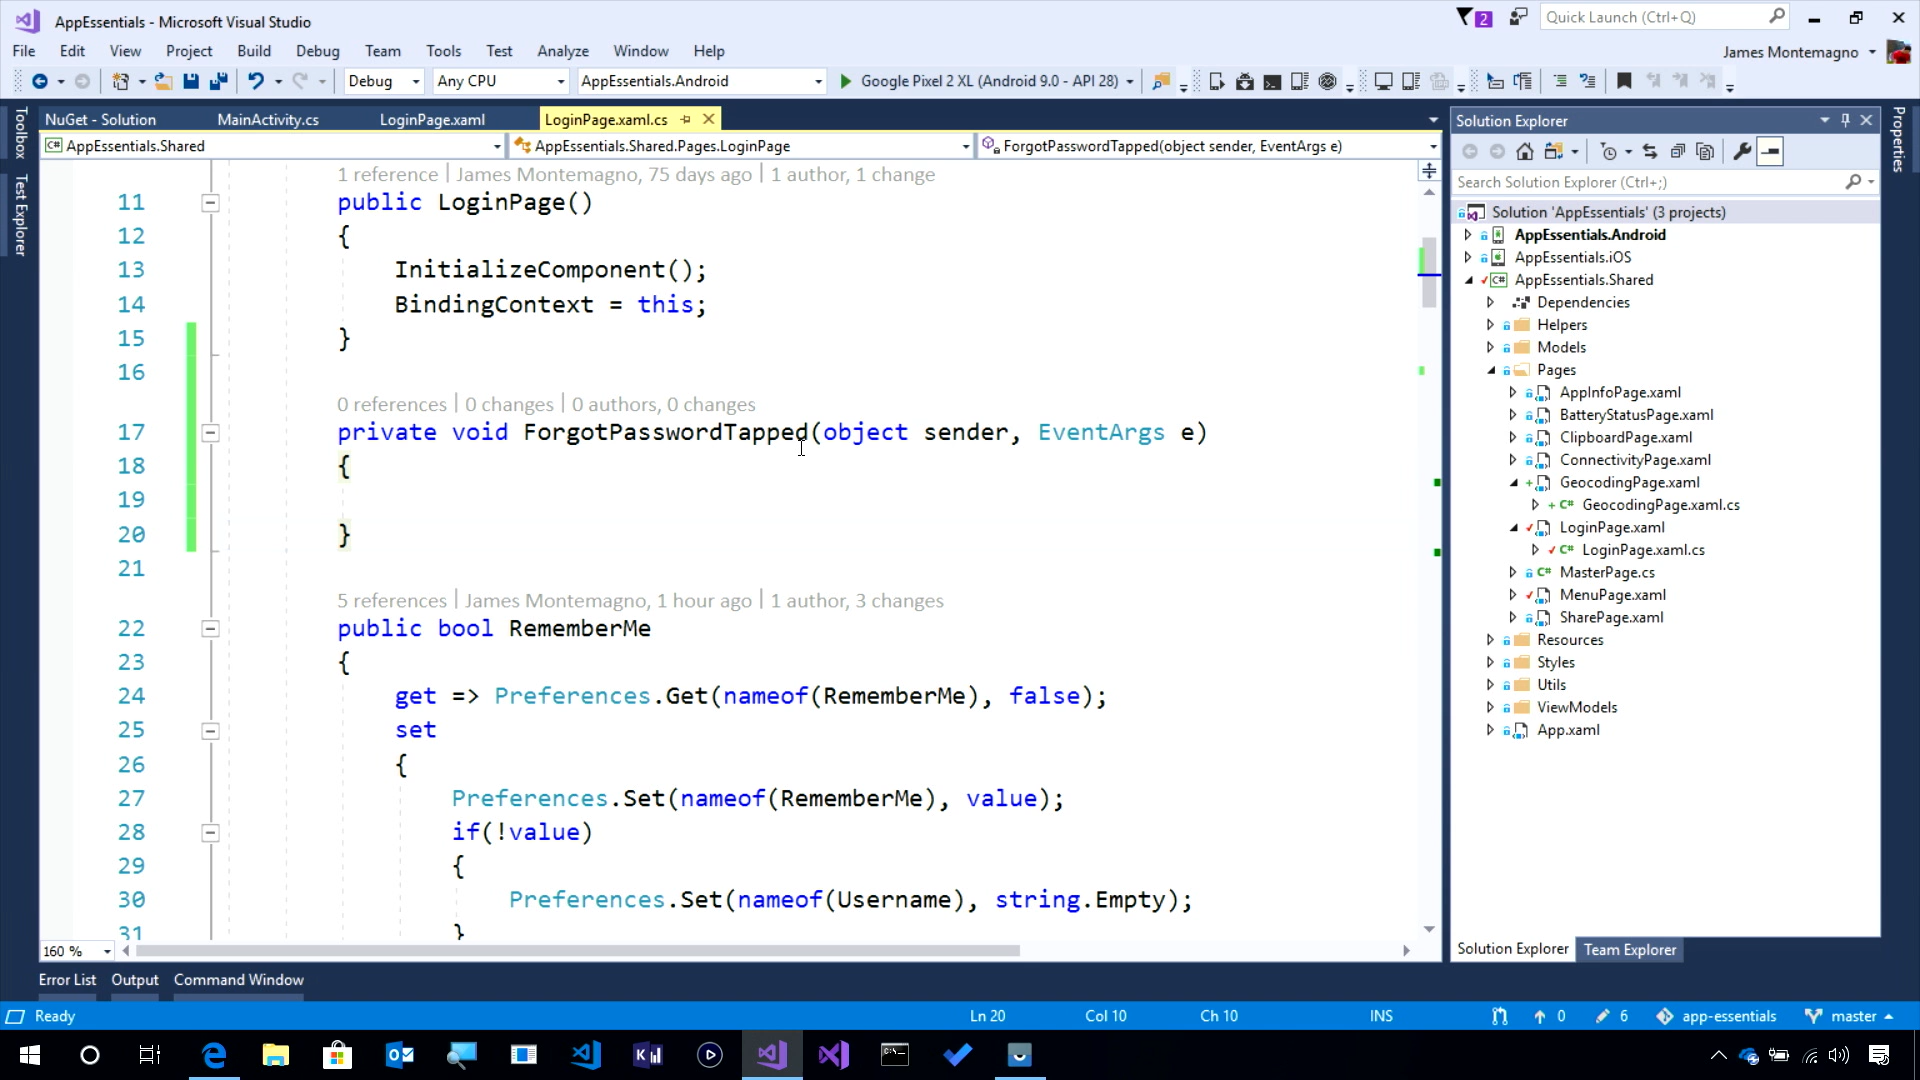 AppEssentials - Microsoft Visual Studio
2
Quick Launch (Ctrl+Q)
File Edit View Project Build Debug Team Tools Test Analyze Window Help
James Montemagno
Debug Any CPU AppEssentials.Android Google Pixel 2 XL (Android 9.0 - API 28)
Toolbox
Test Explorer
NuGet - Solution MainActivity.cs LoginPage.xaml LoginPage.xaml.cs
AppEssentials.Shared AppEssentials.Shared.Pages.LoginPage ForgotPasswordTapped(object sender, EventArgs e)
1 reference | James Montemagno, 75 days ago | 1 author, 1 change
11 public LoginPage()
12 {
13 InitializeComponent();
14 BindingContext = this;
15 }
16
0 references | 0 changes | 0 authors, 0 changes
17 private void ForgotPasswordTapped(object sender, EventArgs e)
18 {
19
20 }
21
5 references | James Montemagno, 1 hour ago | 1 author, 3 changes
22 public bool RememberMe
23 {
24 get => Preferences.Get(nameof(RememberMe), false);
25 set
26 {
27 Preferences.Set(nameof(RememberMe), value);
28 if(!value)
29 {
30 Preferences.Set(nameof(Username), string.Empty);
31 }
160 %
Solution Explorer
Search Solution Explorer (Ctrl+;)
Solution 'AppEssentials' (3 projects)
AppEssentials.Android
AppEssentials.iOS
C# AppEssentials.Shared
Dependencies
Helpers
Models
Pages
AppInfoPage.xaml
BatteryStatusPage.xaml
ClipboardPage.xaml
ConnectivityPage.xaml
GeocodingPage.xaml
C# GeocodingPage.xaml.cs
LoginPage.xaml
C# LoginPage.xaml.cs
C# MasterPage.cs
MenuPage.xaml
SharePage.xaml
Resources
Styles
Utils
ViewModels
App.xaml
Solution Explorer Team Explorer
Properties
Error List Output Command Window
Ready Ln 20 Col 10 Ch 10 INS 0 6 app-essentials master